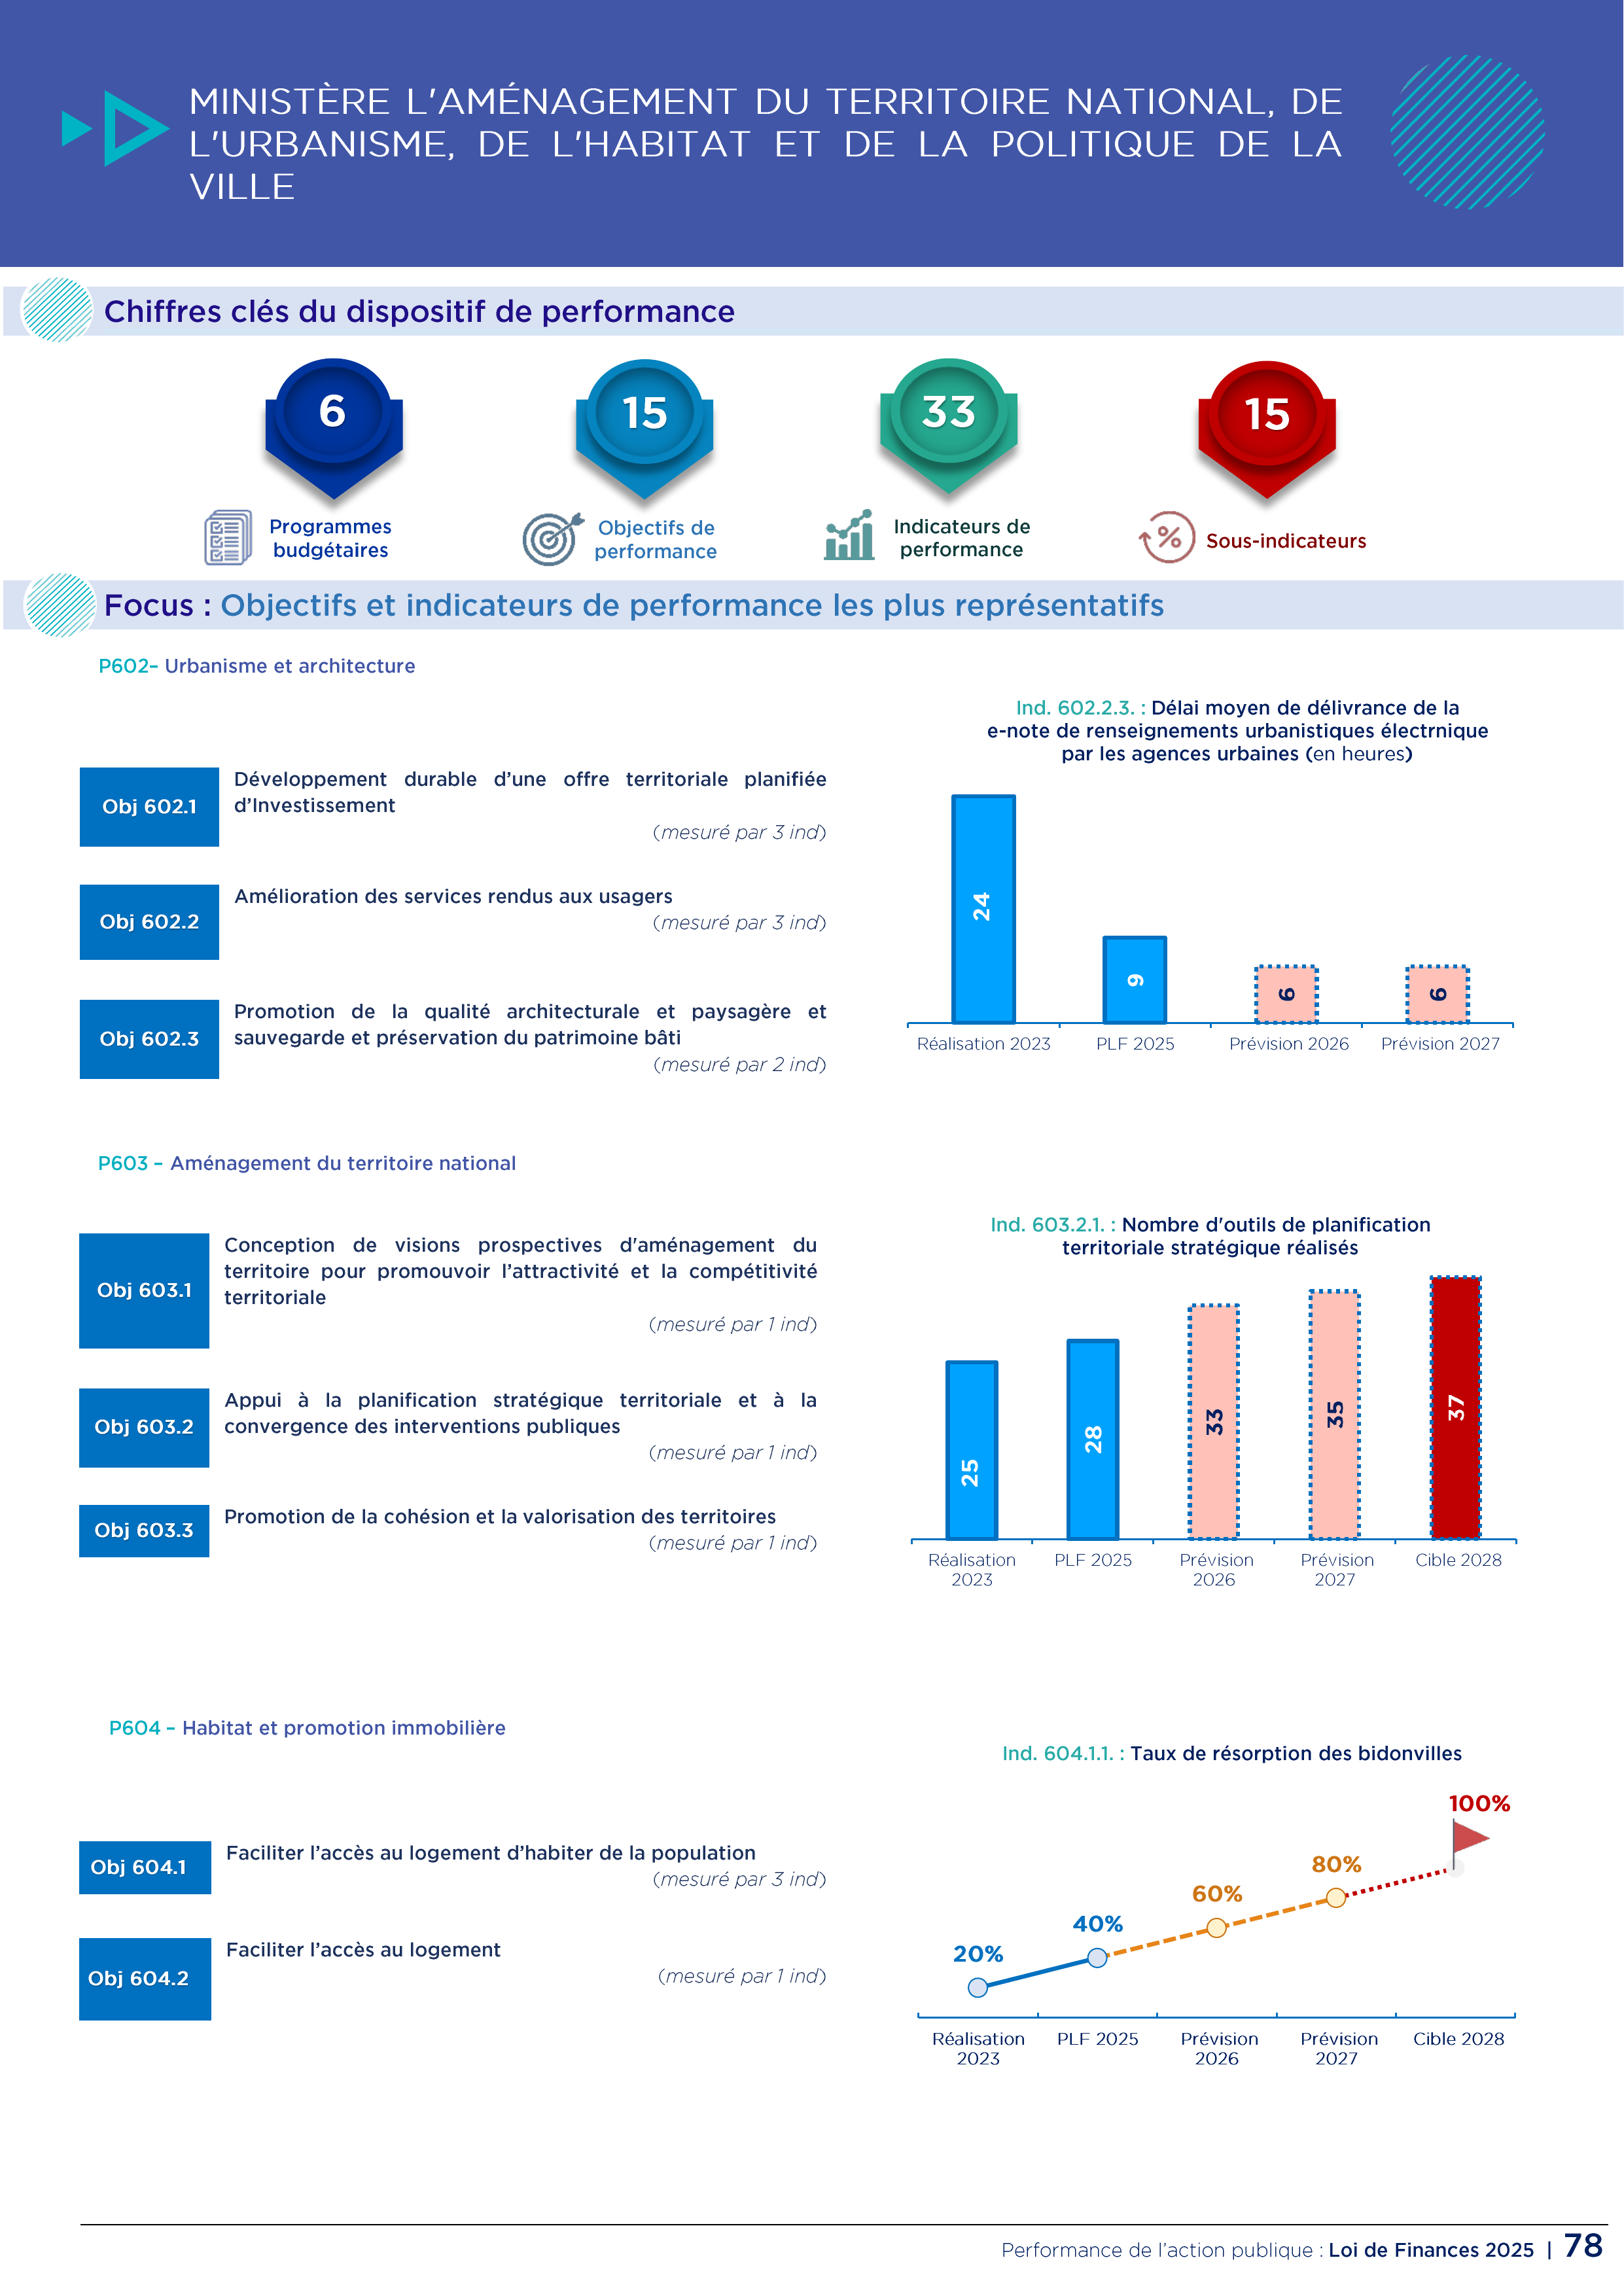 MINISTÈRE L'AMÉNAGEMENT DU TERRITOIRE NATIONAL, DE
L'URBANISME, DE L'HABITAT ET DE LA POLITIQUE DE LA
VILLE
Chiffres clés du dispositif de performance
6
15
33
15
Programmes
budgétaires
Objectifs de
performance
Indicateurs de
performance
Sous-indicateurs
Focus : Objectifs et indicateurs de performance les plus représentatifs
P602– Urbanisme et architecture
Obj 602.1
Développement durable d’une offre territoriale planifiée
d’Investissement
(mesuré par 3 ind)
Obj 602.2
Amélioration des services rendus aux usagers
(mesuré par 3 ind)
Obj 602.3
Promotion de la qualité architecturale et paysagère et
sauvegarde et préservation du patrimoine bâti
(mesuré par 2 ind)
Ind. 602.2.3. : Délai moyen de délivrance de la
e-note de renseignements urbanistiques électrnique
par les agences urbaines (en heures)
24
9
6
6
Réalisation 2023
PLF 2025
Prévision 2026
Prévision 2027
P603 – Aménagement du territoire national
Obj 603.1
Conception de visions prospectives d'aménagement du
territoire pour promouvoir l’attractivité et la compétitivité
territoriale
(mesuré par 1 ind)
Obj 603.2
Appui à la planification stratégique territoriale et à la
convergence des interventions publiques
(mesuré par 1 ind)
Obj 603.3
Promotion de la cohésion et la valorisation des territoires
(mesuré par 1 ind)
Ind. 603.2.1. : Nombre d'outils de planification
territoriale stratégique réalisés
25
28
33
35
37
Réalisation
2023
PLF 2025
Prévision
2026
Prévision
2027
Cible 2028
P604 – Habitat et promotion immobilière
Obj 604.1
Faciliter l’accès au logement d’habiter de la population
(mesuré par 3 ind)
Obj 604.2
Faciliter l’accès au logement
(mesuré par 1 ind)
Ind. 604.1.1. : Taux de résorption des bidonvilles
20%
40%
60%
80%
100%
Réalisation
2023
PLF 2025
Prévision
2026
Prévision
2027
Cible 2028
Performance de l’action publique : Loi de Finances 2025 | 78